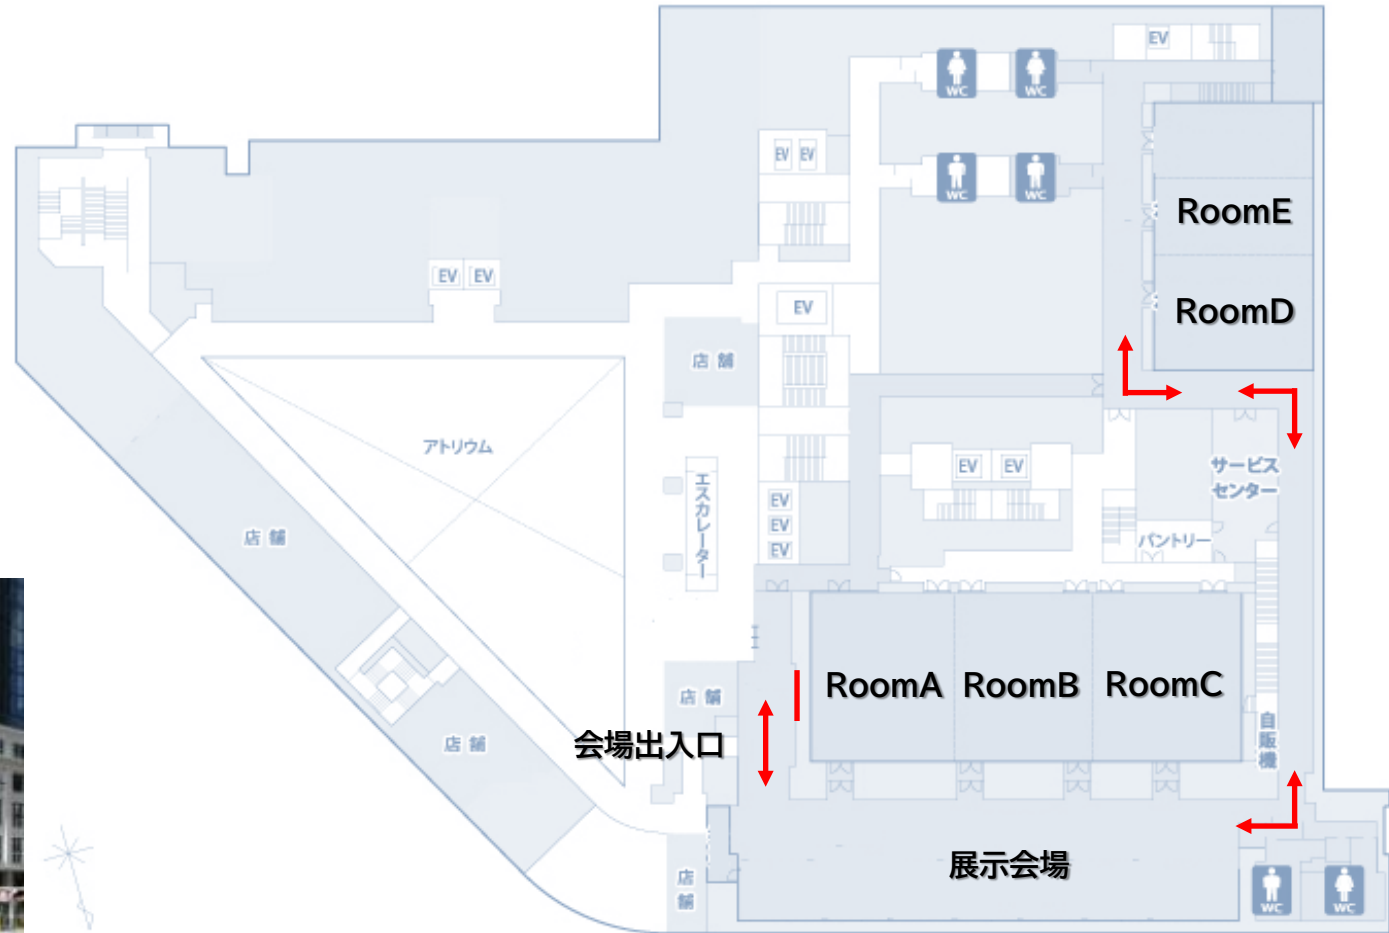 EV
WC
WC
EV EV
WC
WC
RoomE
EV EV
EV
RoomD
店舗
アトリウム
エスカレーター
EV EV
サービス
センター
EV
EV
EV
パントリー
店舗
RoomA
RoomB
RoomC
店舗
自販機
会場出入口
店舗
展示会場
店舗
WC
WC